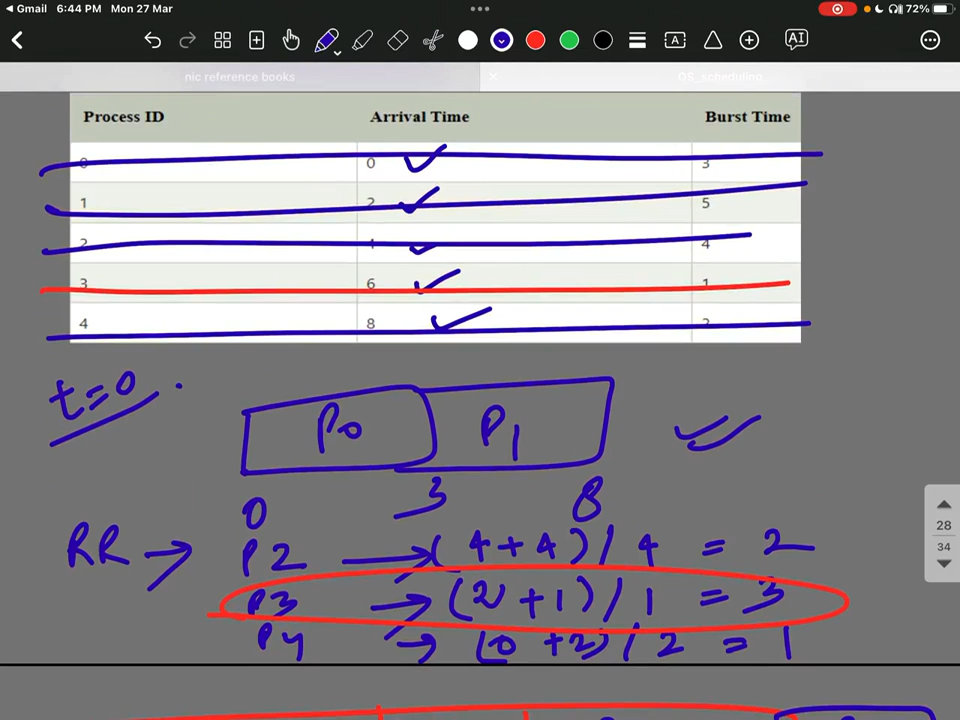 Gmail 6:44 PM Mon 27 Mar 72%
AI
nic reference books OS_scheduling
Process ID Arrival Time Burst Time
0 0 3
1 2 5
2 4 4
3 6 1
4 8 2
t=0
P0 P1
0 3 8
RR → P2 → (4+4)/4 = 2
P3 → (2+1)/1 = 3
P4 → (0+2)/2 = 1
28
34